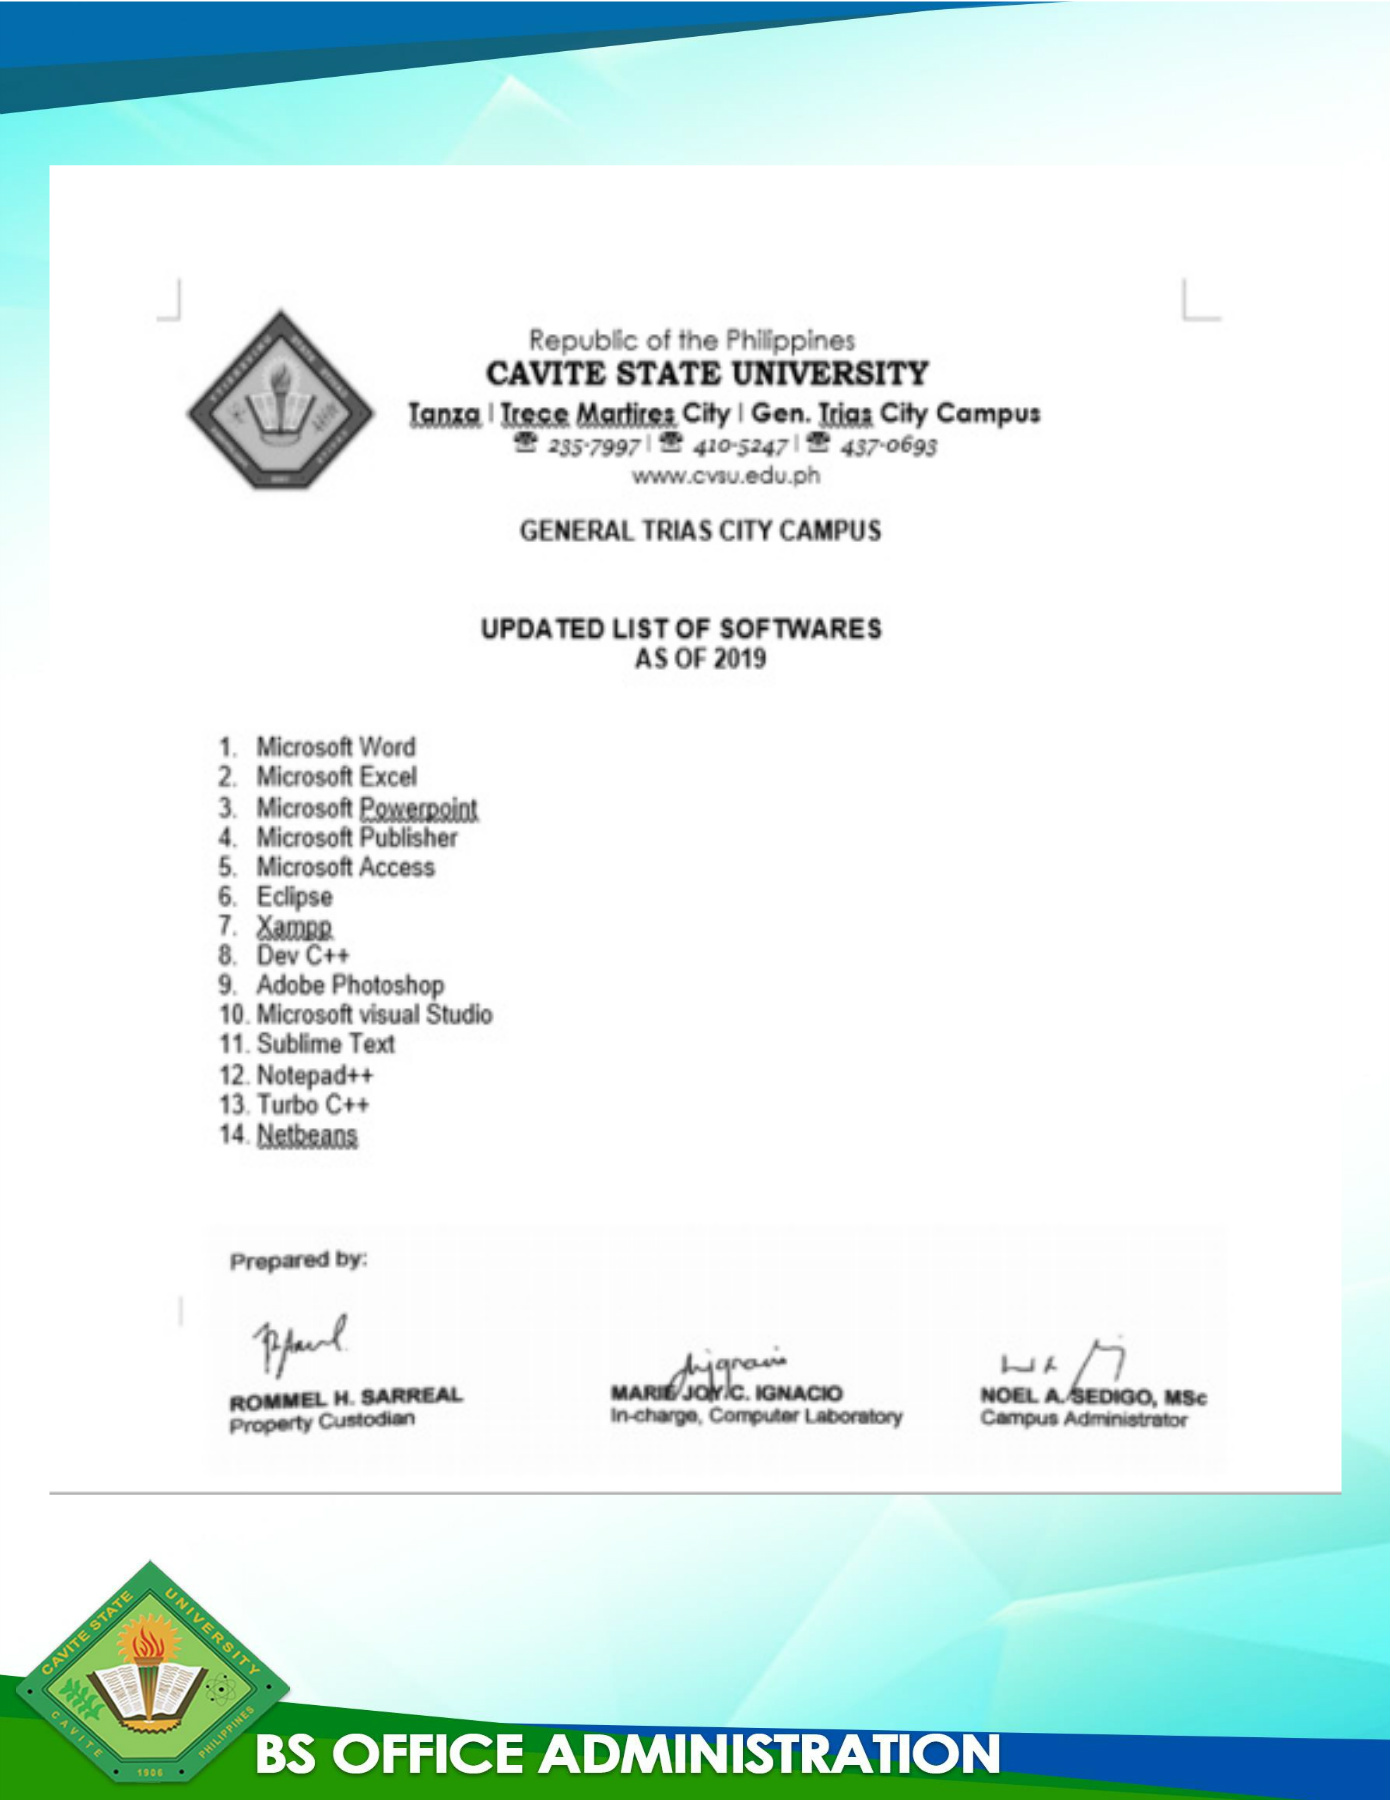 Republic of the Philippines
CAVITE STATE UNIVERSITY
Tanza | Trece Martires City | Gen. Trias City Campus
☎ 235-7997 | ☎ 410-5247 | ☎ 437-0693
www.cvsu.edu.ph
GENERAL TRIAS CITY CAMPUS
UPDATED LIST OF SOFTWARES
AS OF 2019
1. Microsoft Word
2. Microsoft Excel
3. Microsoft Powerpoint
4. Microsoft Publisher
5. Microsoft Access
6. Eclipse
7. Xampp
8. Dev C++
9. Adobe Photoshop
10. Microsoft visual Studio
11. Sublime Text
12. Notepad++
13. Turbo C++
14. Netbeans
Prepared by:
ROMMEL H. SARREAL
Property Custodian
MARIE JOY C. IGNACIO
In-charge, Computer Laboratory
NOEL A. SEDIGO, MSc
Campus Administrator
CAVITE STATE UNIVERSITY
CAVITE PHILIPPINES
1906
BS OFFICE ADMINISTRATION